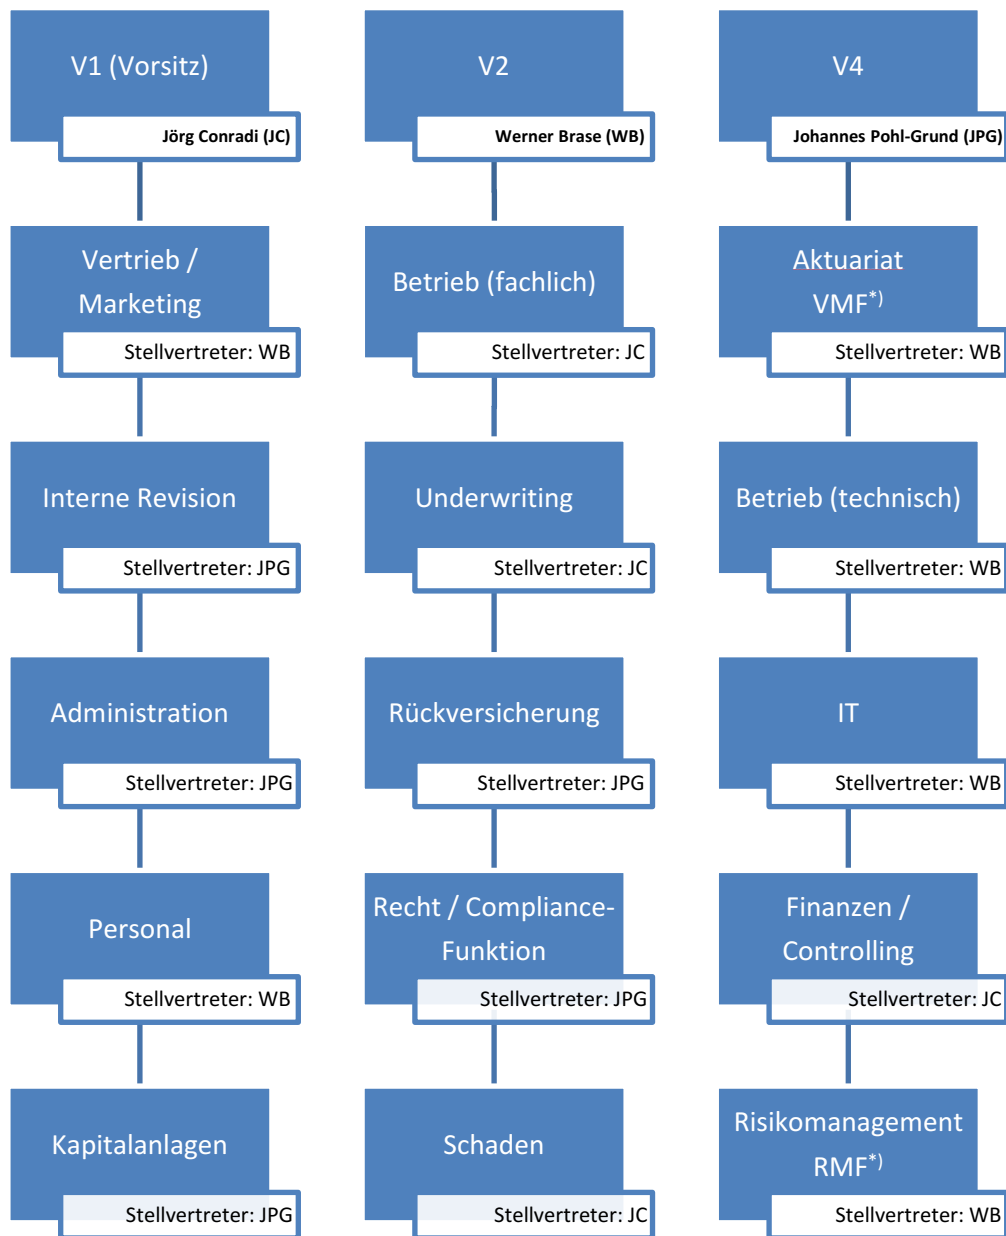 V1 (Vorsitz)
Jörg Conradi (JC)
Vertrieb /
Marketing
Stellvertreter: WB
Interne Revision
Stellvertreter: JPG
Administration
Stellvertreter: JPG
Personal
Stellvertreter: WB
Kapitalanlagen
Stellvertreter: JPG
V2
Werner Brase (WB)
Betrieb (fachlich)
Stellvertreter: JC
Underwriting
Stellvertreter: JC
Rückversicherung
Stellvertreter: JPG
Recht / Compliance-
Funktion
Stellvertreter: JPG
Schaden
Stellvertreter: JC
V4
Johannes Pohl-Grund (JPG)
Aktuariat
VMF*)
Stellvertreter: WB
Betrieb (technisch)
Stellvertreter: WB
IT
Stellvertreter: WB
Finanzen /
Controlling
Stellvertreter: JC
Risikomanagement
RMF*)
Stellvertreter: WB